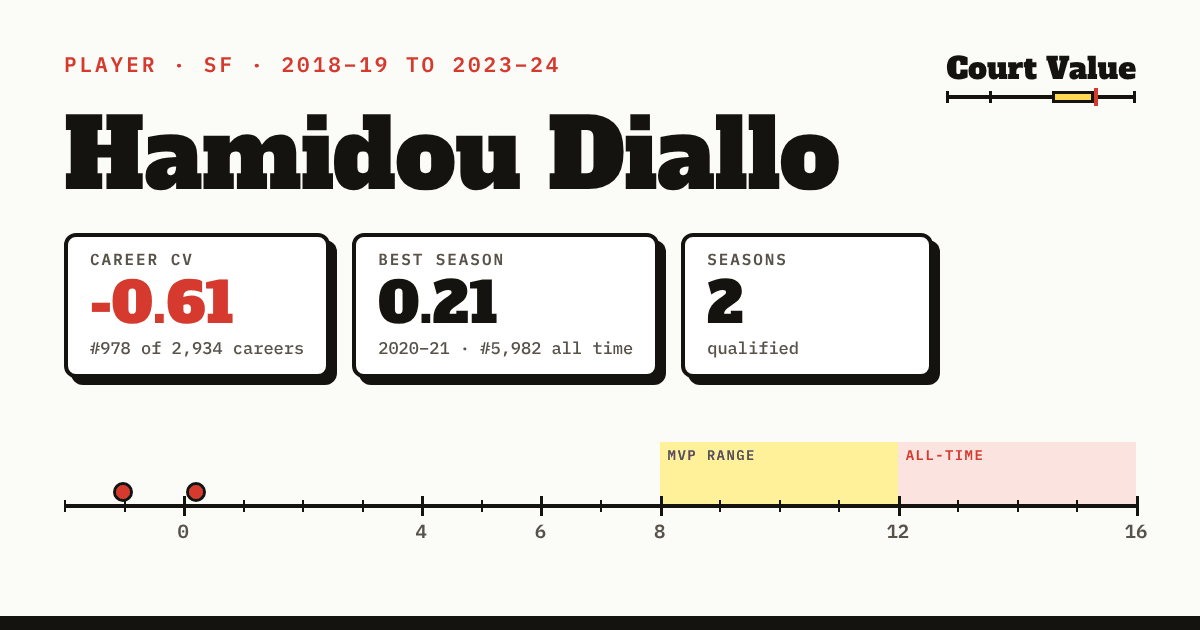 PLAYER · SF · 2018–19 TO 2023–24
Court Value
Hamidou Diallo
CAREER CV
-0.61
#978 of 2,934 careers
BEST SEASON
0.21
2020–21 · #5,982 all time
SEASONS
2
qualified
MVP RANGE
ALL-TIME
0 4 6 8 12 16